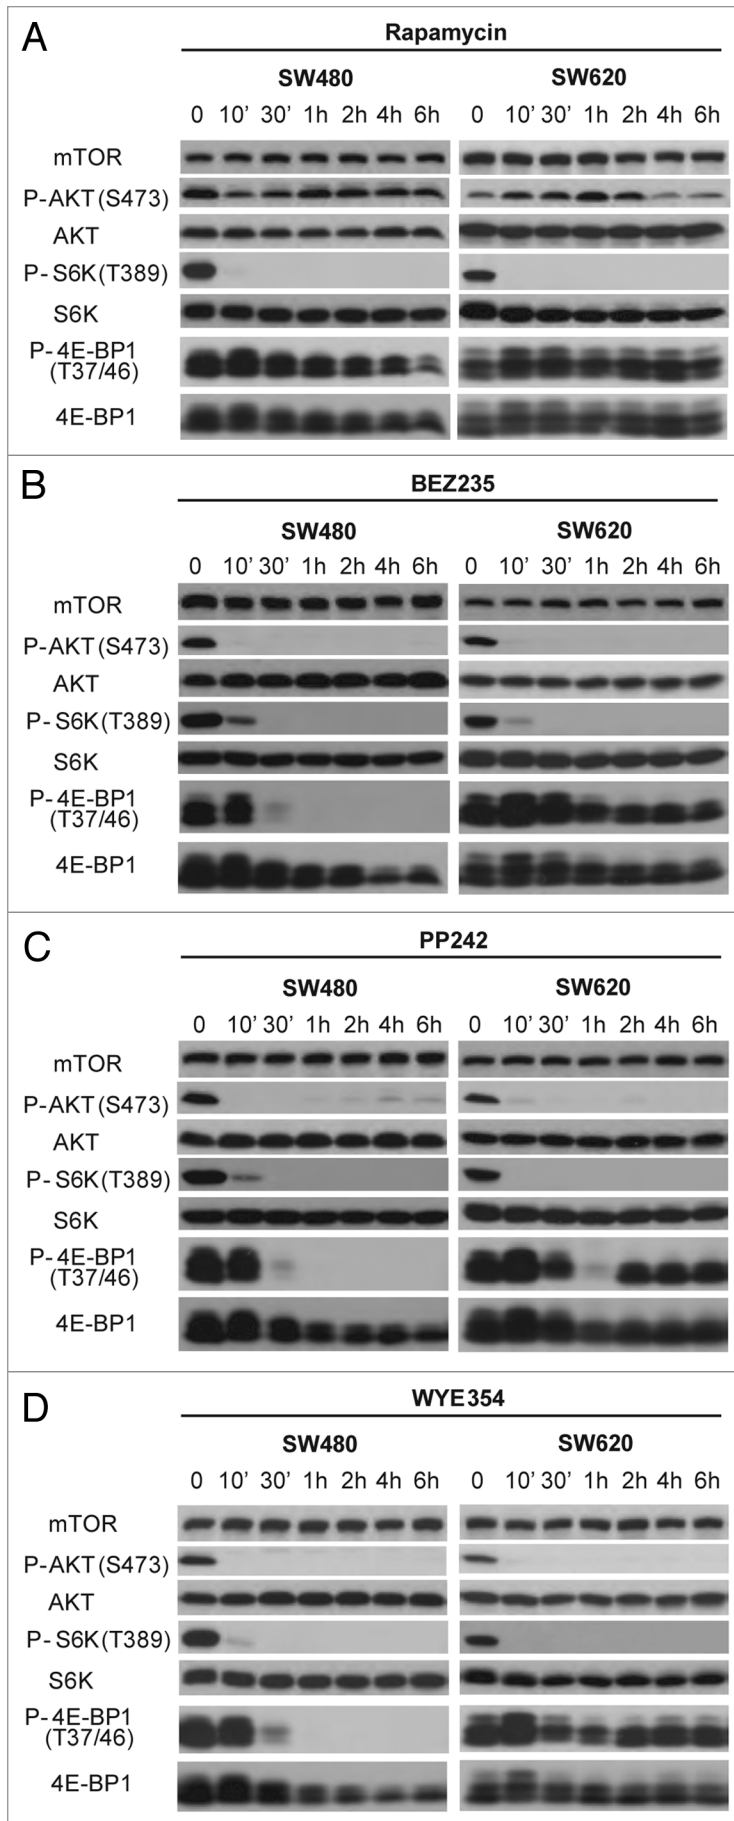 A
Rapamycin
SW480 SW620
0 10' 30' 1h 2h 4h 6h 0 10' 30' 1h 2h 4h 6h
mTOR
P-AKT(S473)
AKT
P-S6K(T389)
S6K
P-4E-BP1
(T37/46)
4E-BP1
B
BEZ235
SW480 SW620
0 10' 30' 1h 2h 4h 6h 0 10' 30' 1h 2h 4h 6h
mTOR
P-AKT(S473)
AKT
P-S6K(T389)
S6K
P-4E-BP1
(T37/46)
4E-BP1
C
PP242
SW480 SW620
0 10' 30' 1h 2h 4h 6h 0 10' 30' 1h 2h 4h 6h
mTOR
P-AKT(S473)
AKT
P-S6K(T389)
S6K
P-4E-BP1
(T37/46)
4E-BP1
D
WYE354
SW480 SW620
0 10' 30' 1h 2h 4h 6h 0 10' 30' 1h 2h 4h 6h
mTOR
P-AKT(S473)
AKT
P-S6K(T389)
S6K
P-4E-BP1
(T37/46)
4E-BP1